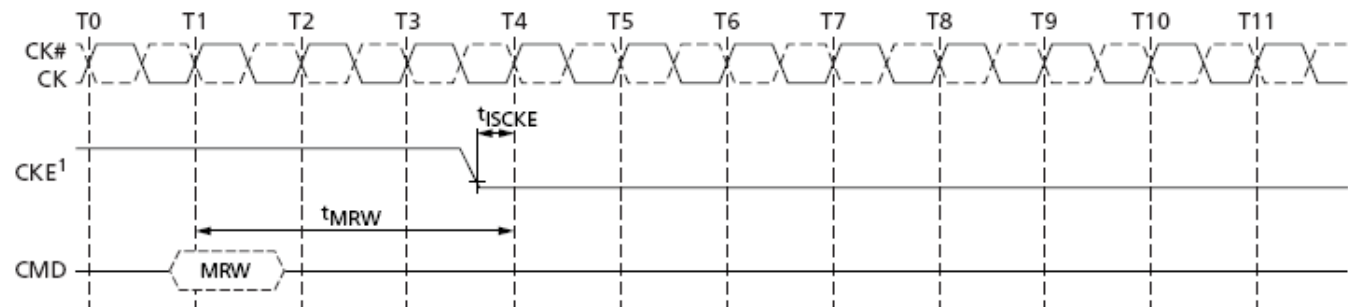 T0 T1 T2 T3 T4 T5 T6 T7 T8 T9 T10 T11
CK#
CK
tISCKE
CKE1
tMRW
CMD MRW